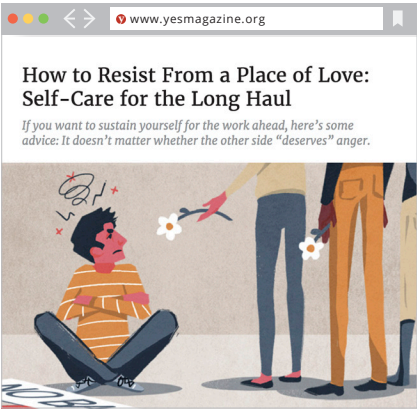 www.yesmagazine.org
How to Resist From a Place of Love:
Self-Care for the Long Haul
If you want to sustain yourself for the work ahead, here’s some
advice: It doesn’t matter whether the other side “deserves” anger.